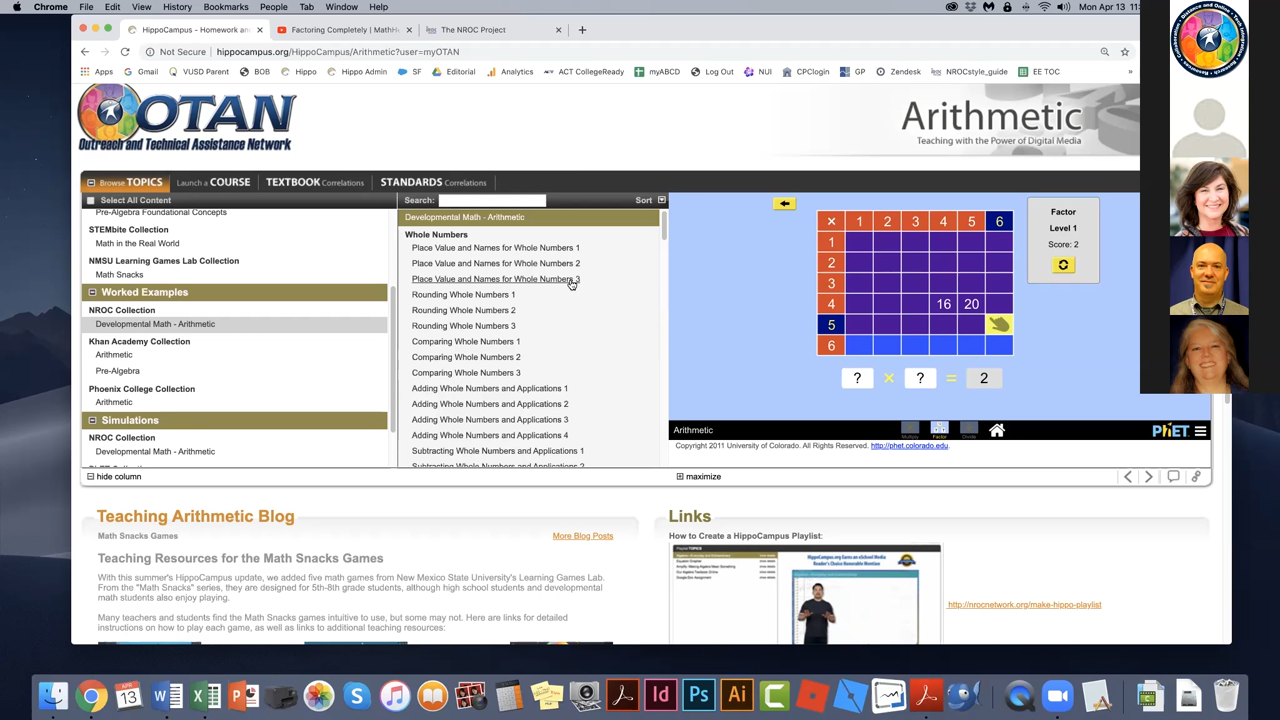 Chrome File Edit View History Bookmarks People Tab Window Help Mon Apr 13
HippoCampus - Homework an Factoring Completely | MathH The NROC Project
Not Secure hippocampus.org/HippoCampus/Arithmetic?user=myOTAN
Apps Gmail VUSD Parent BOB Hippo Hippo Admin SF Editorial Analytics ACT CollegeReady myABCD Log Out NUI CPClogin GP Zendesk NROCstyle_guide EE TOC »
OTAN
Outreach and Technical Assistance Network
Arithmetic
Teaching with the Power of Digital Media
Browse TOPICS Launch a COURSE TEXTBOOK Correlations STANDARDS Correlations
Select All Content
Pre-Algebra Foundational Concepts
STEMbite Collection
Math in the Real World
NMSU Learning Games Lab Collection
Math Snacks
Worked Examples
NROC Collection
Developmental Math - Arithmetic
Khan Academy Collection
Arithmetic
Pre-Algebra
Phoenix College Collection
Arithmetic
Simulations
NROC Collection
Developmental Math - Arithmetic
hide column
Search: Sort
Developmental Math - Arithmetic
Whole Numbers
Place Value and Names for Whole Numbers 1
Place Value and Names for Whole Numbers 2
Place Value and Names for Whole Numbers 3
Rounding Whole Numbers 1
Rounding Whole Numbers 2
Rounding Whole Numbers 3
Comparing Whole Numbers 1
Comparing Whole Numbers 2
Comparing Whole Numbers 3
Adding Whole Numbers and Applications 1
Adding Whole Numbers and Applications 2
Adding Whole Numbers and Applications 3
Adding Whole Numbers and Applications 4
Subtracting Whole Numbers and Applications 1
Subtracting Whole Numbers and Applications 2
× 1 2 3 4 5 6
1
2
3
4 16 20
5
6
? × ? = 2
Factor
Level 1
Score: 2
Arithmetic Multiply Factor Divide PhET
Copyright 2011 University of Colorado. All Rights Reserved. http://phet.colorado.edu.
maximize
Teaching Arithmetic Blog
Math Snacks Games More Blog Posts
Teaching Resources for the Math Snacks Games
With this summer's HippoCampus update, we added five math games from New Mexico State University's Learning Games Lab.
From the "Math Snacks" series, they are designed for 5th-8th grade students, although high school students and developmental
math students also enjoy playing.
Many teachers and students find the Math Snacks games intuitive to use, but some may not. Here are links for detailed
instructions on how to play each game, as well as links to additional teaching resources:
Links
How to Create a HippoCampus Playlist:
http://nrocnetwork.org/make-hippo-playlist